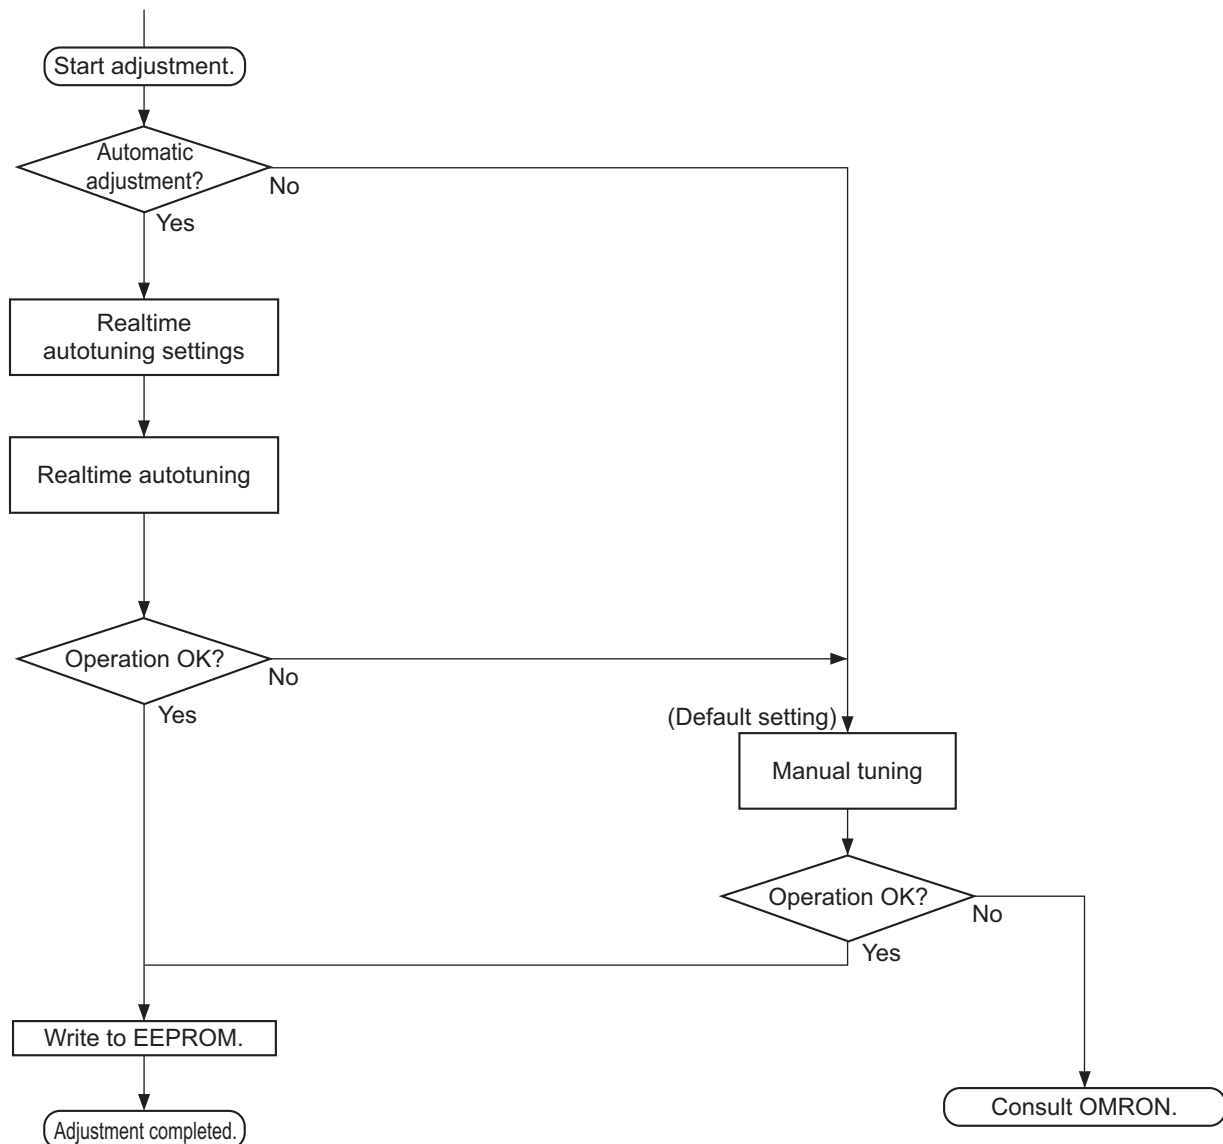 Start adjustment.
Automatic
adjustment?
No
Yes
Realtime
autotuning settings
Realtime autotuning
Operation OK?
No
Yes
(Default setting)
Manual tuning
Operation OK?
No
Yes
Write to EEPROM.
Consult OMRON.
Adjustment completed.